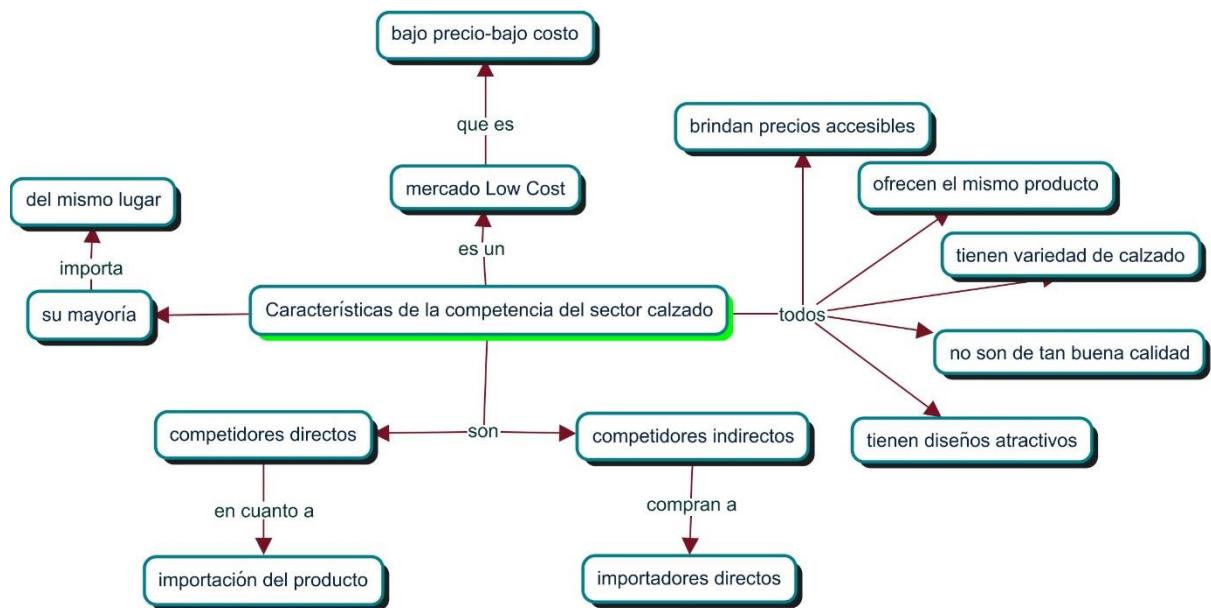 bajo precio-bajo costo
que es
mercado Low Cost
es un
brindan precios accesibles
ofrecen el mismo producto
tienen variedad de calzado
no son de tan buena calidad
tienen diseños atractivos
todos
del mismo lugar
importa
su mayoría
Características de la competencia del sector calzado
son
competidores directos
competidores indirectos
en cuanto a
compran a
importación del producto
importadores directos